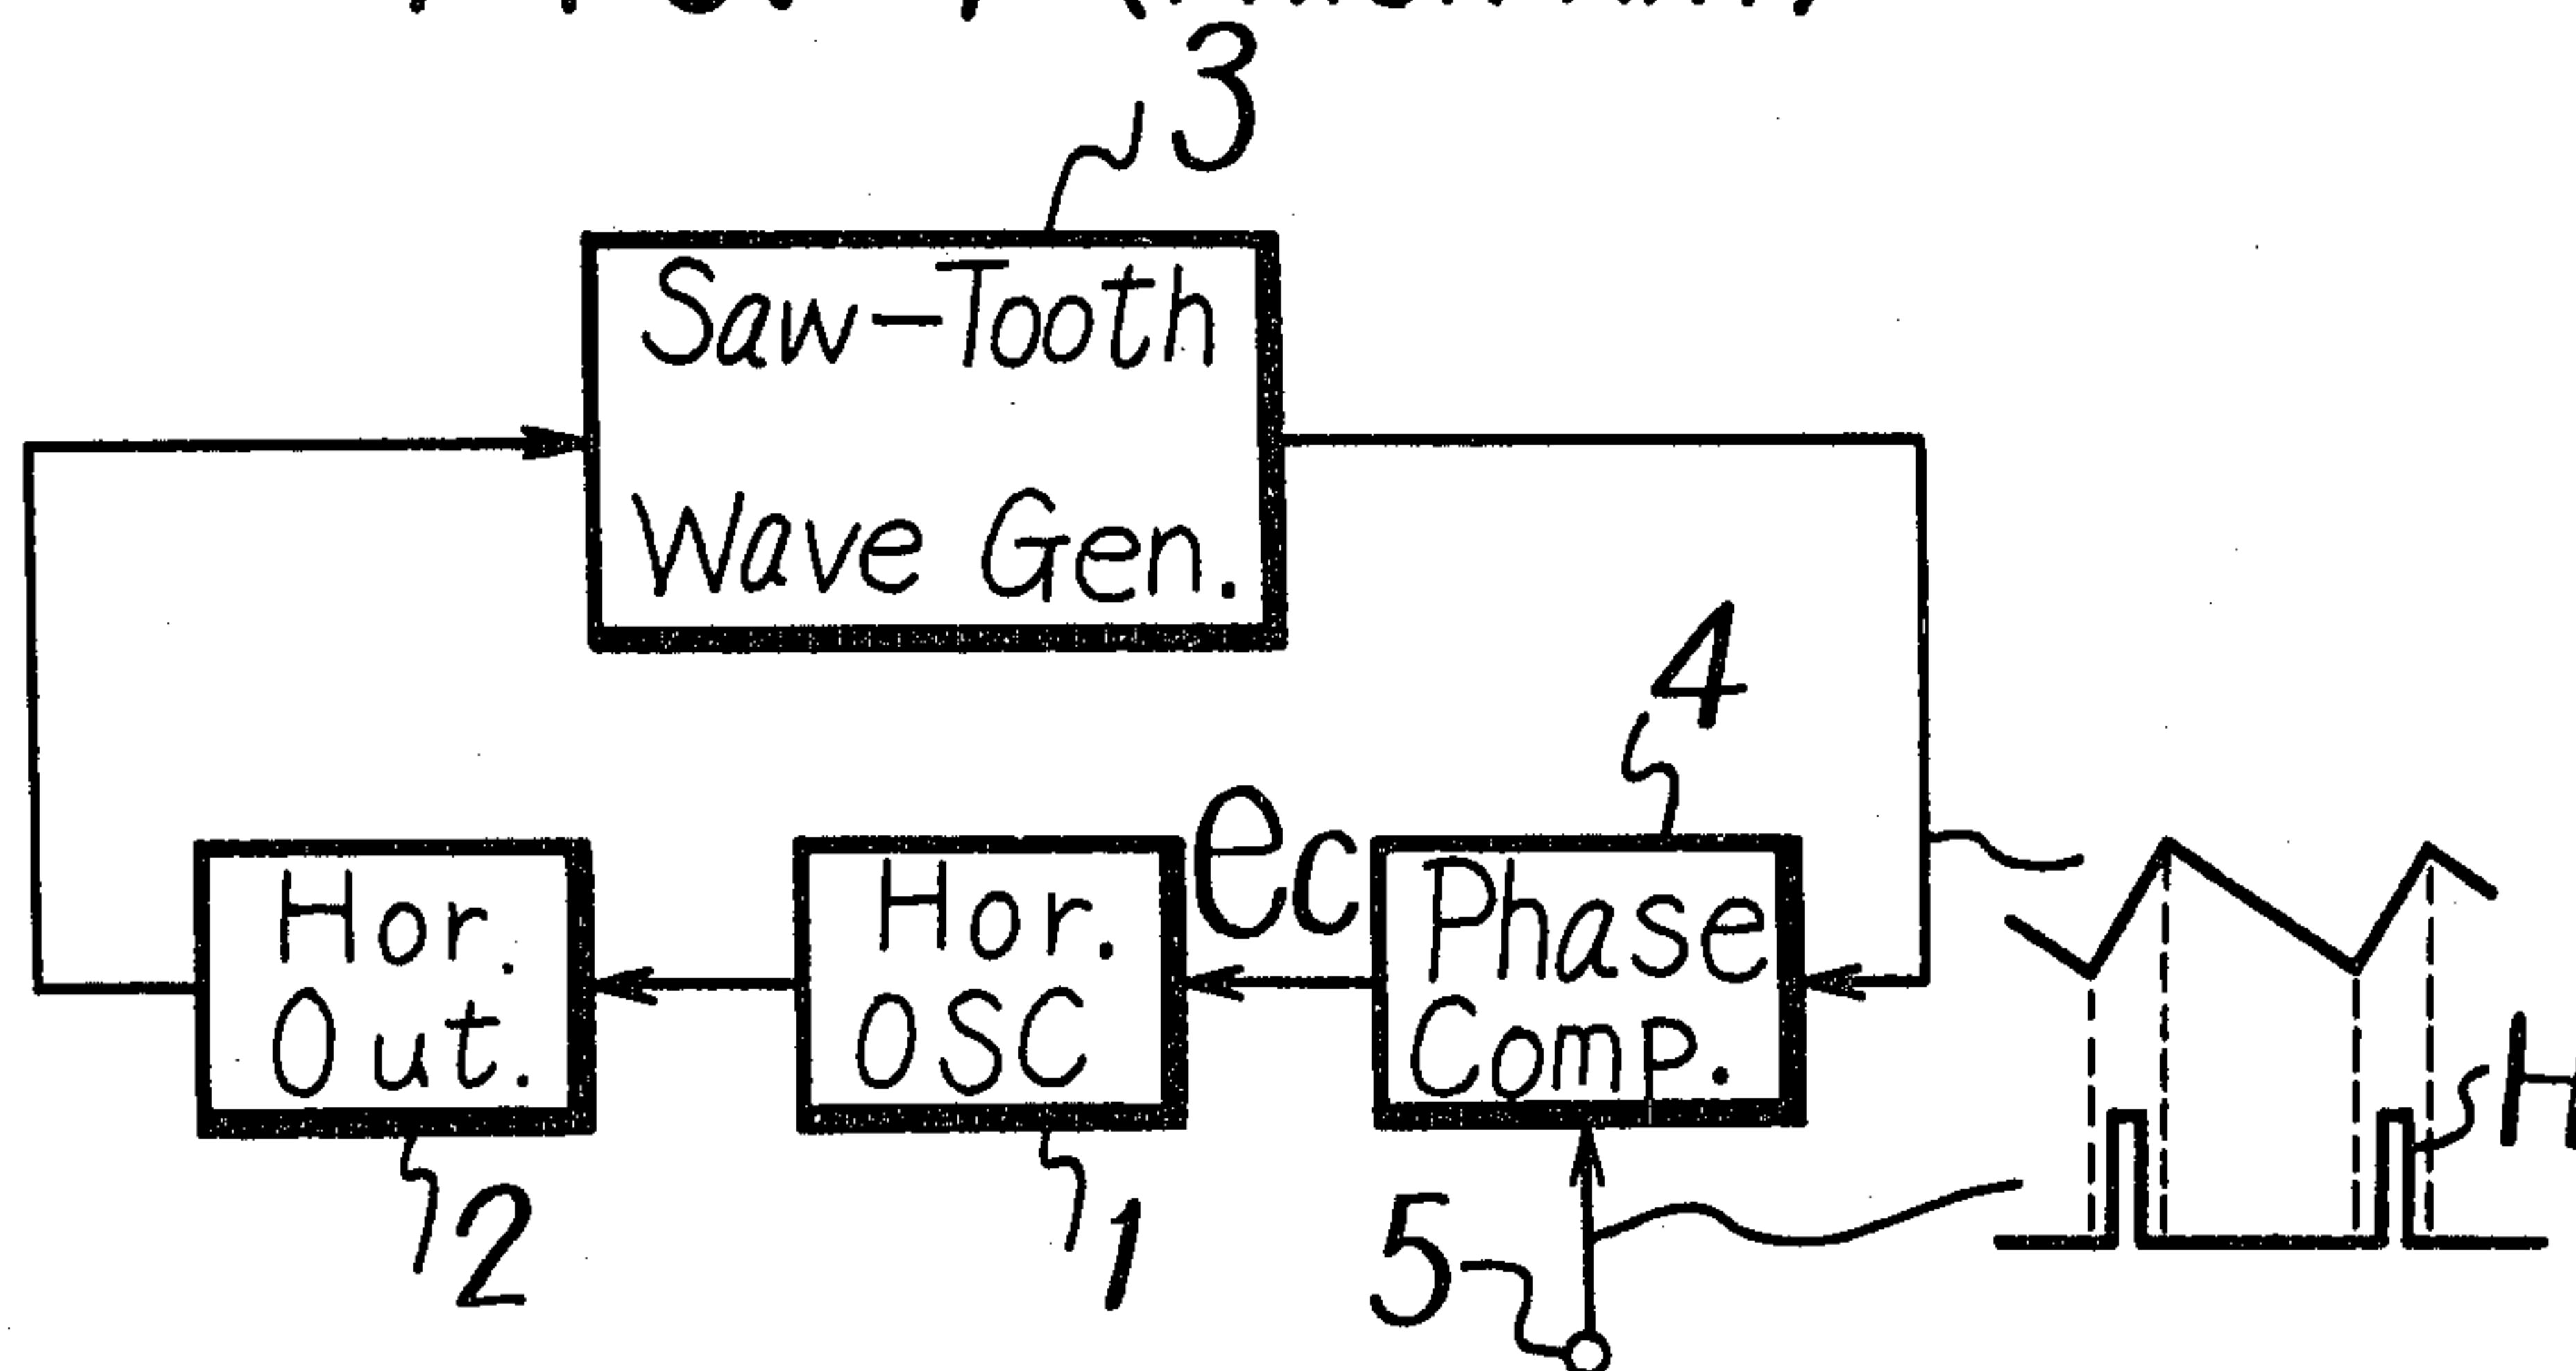 3
Saw-Tooth
Wave Gen.
4
ec
Hor.
Out.
Hor.
OSC
Phase
Comp.
H
2
1
5